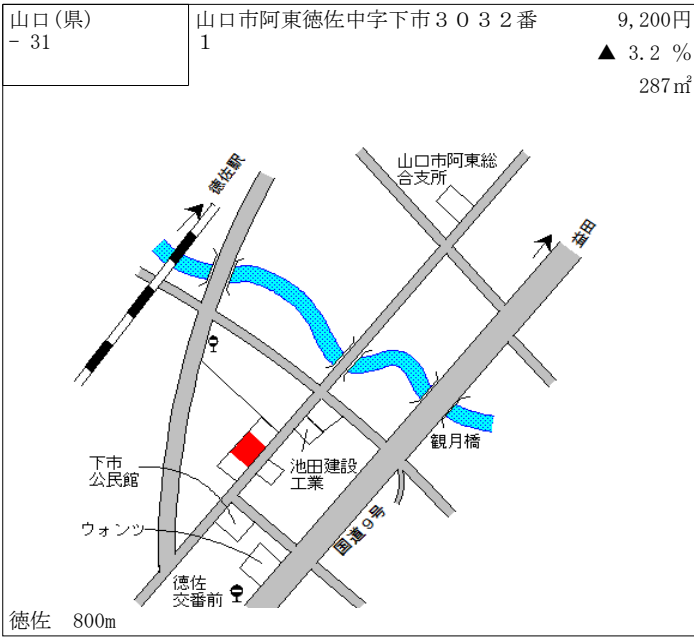 山口(県)
- 31
山口市阿東徳佐中字下市３０３２番
1
9,200円
▲ 3.2 %
287㎡
徳佐駅
山口市阿東総
合支所
益田
観月橋
池田建設
工業
下市
公民館
国道９号
ウォンツ
徳佐
交番前
徳佐 800m